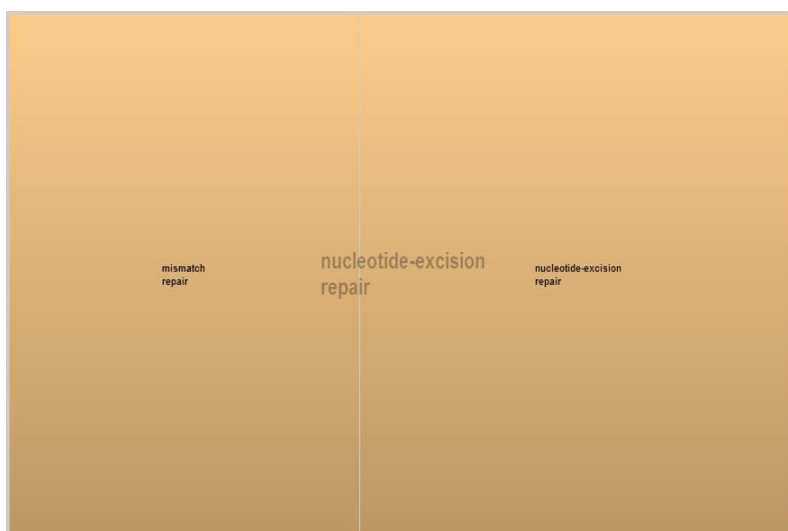 mismatch
repair
nucleotide-excision
repair
nucleotide-excision
repair